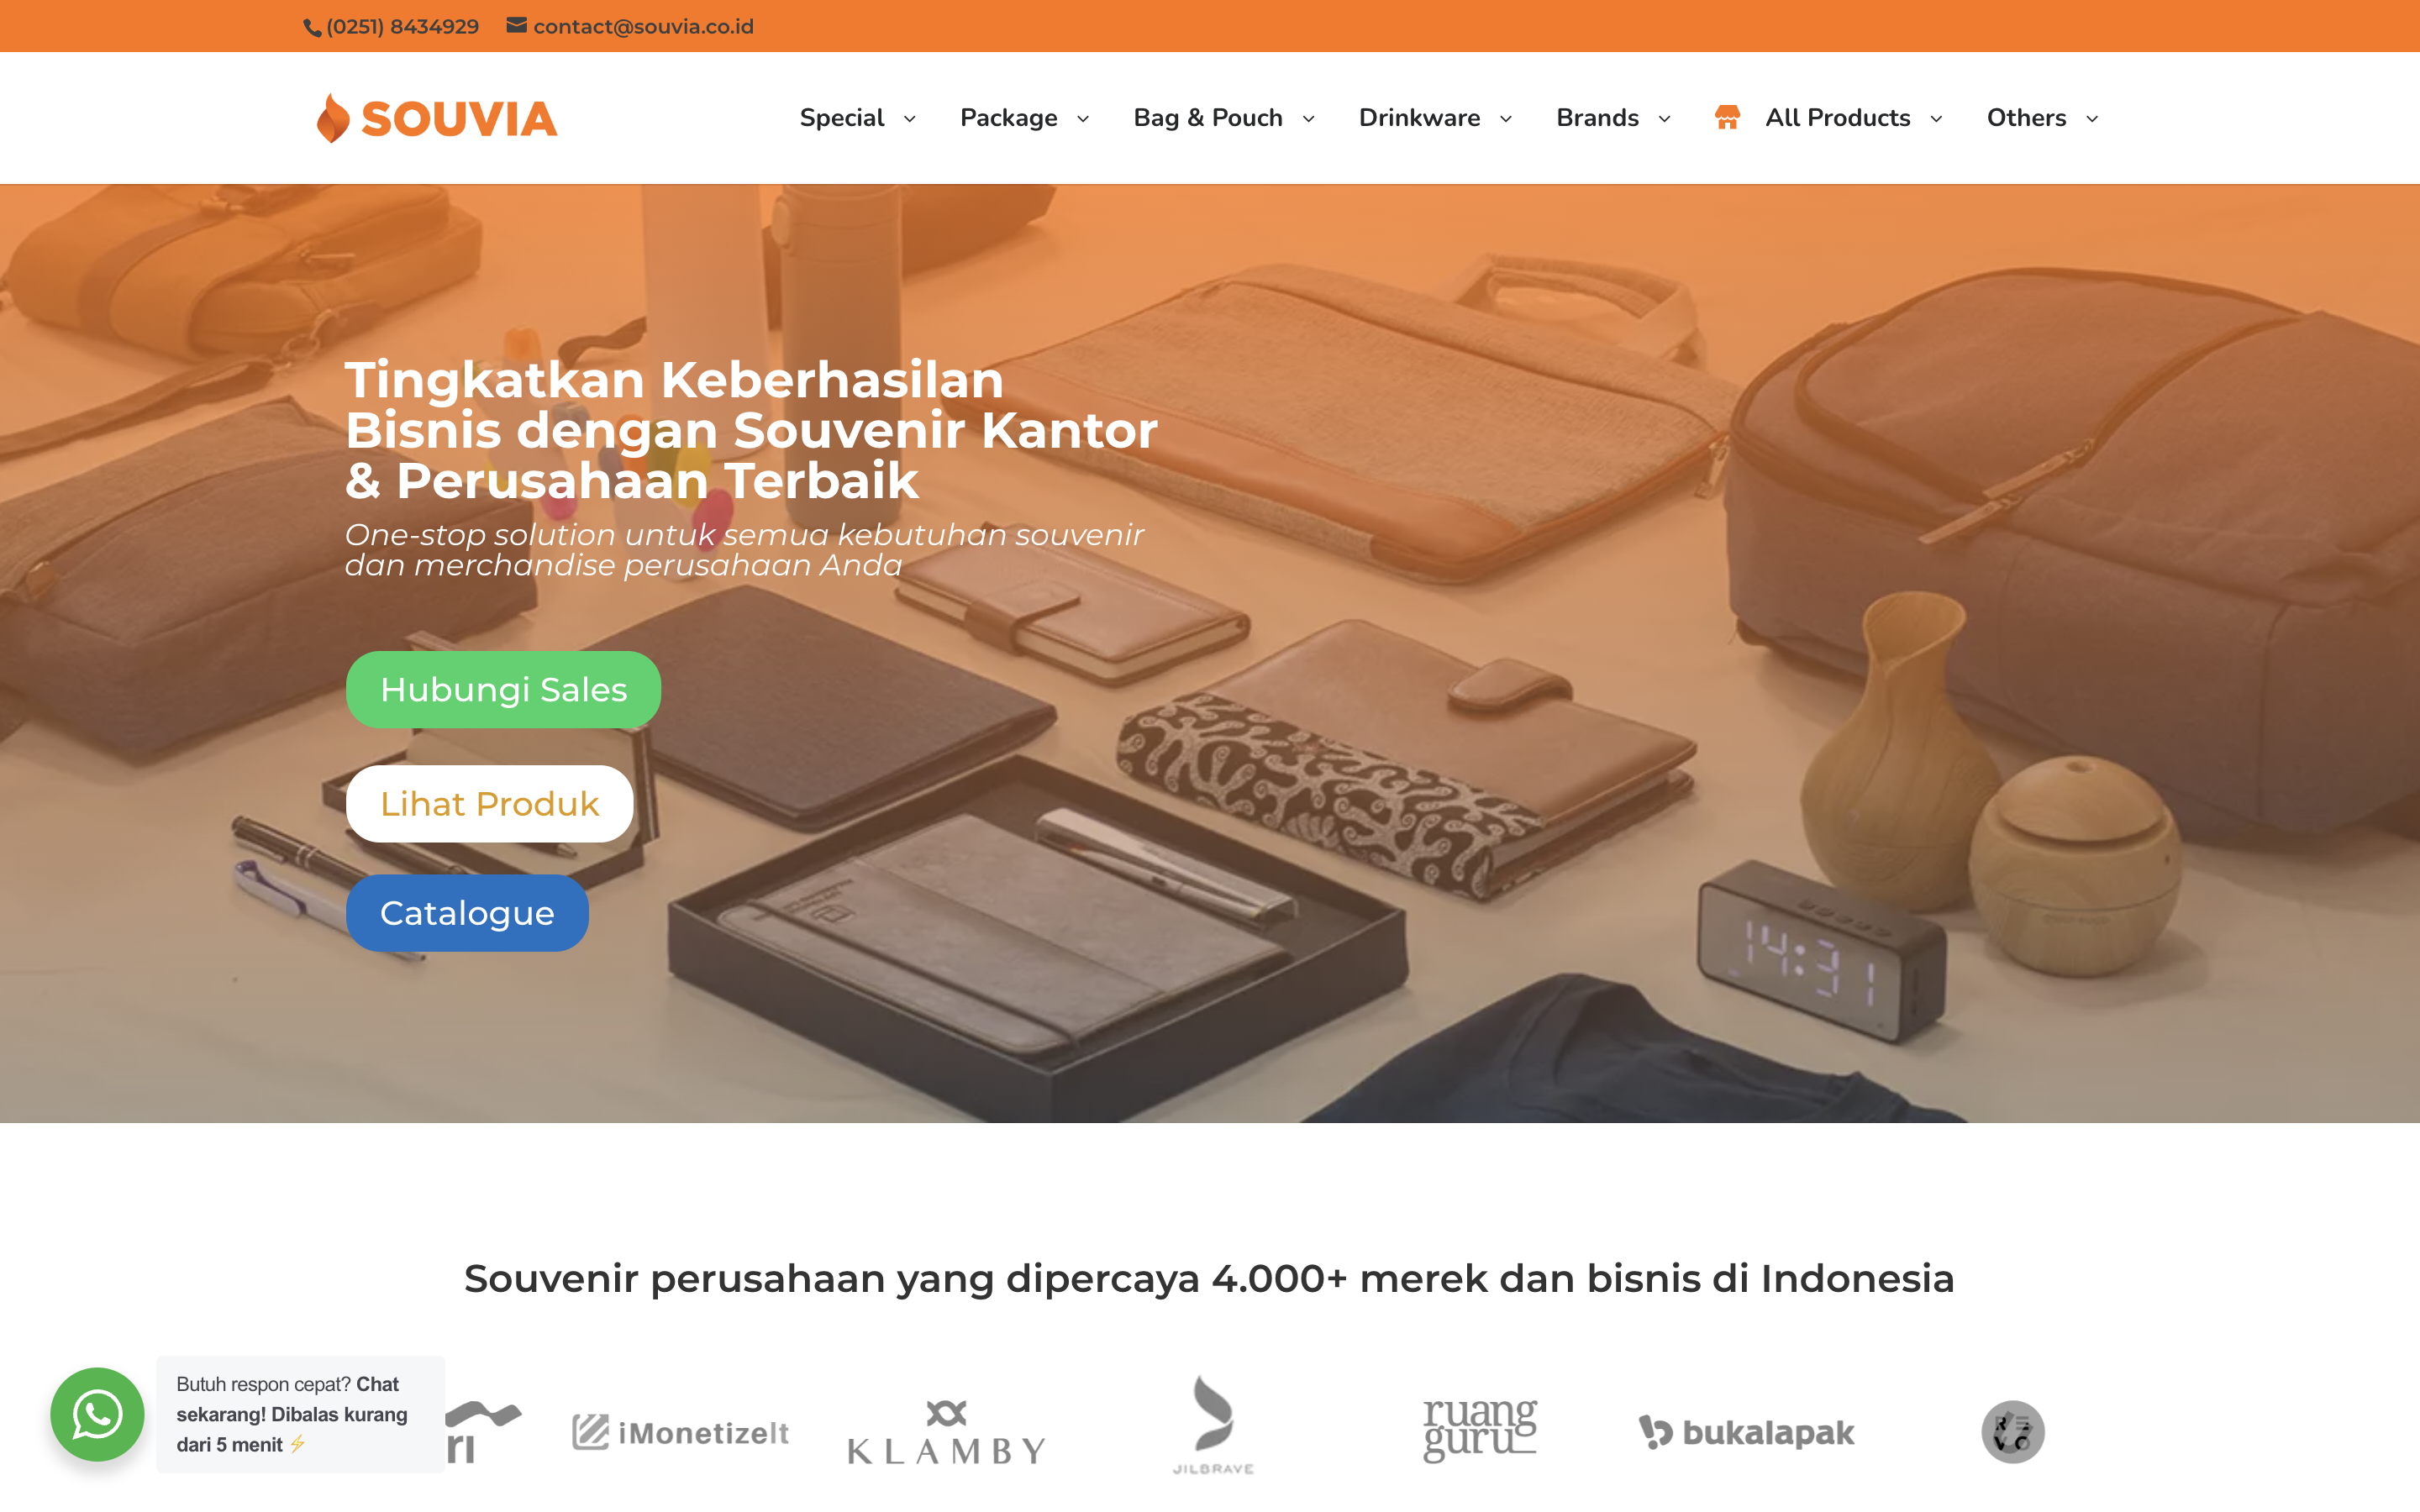 (0251) 8434929 contact@souvia.co.id
SOUVIA
Special Package Bag & Pouch Drinkware Brands All Products Others
Tingkatkan Keberhasilan
Bisnis dengan Souvenir Kantor
& Perusahaan Terbaik
One-stop solution untuk semua kebutuhan souvenir
dan merchandise perusahaan Anda
Hubungi Sales
Lihat Produk
Catalogue
14:31
Souvenir perusahaan yang dipercaya 4.000+ merek dan bisnis di Indonesia
Butuh respon cepat? Chat
sekarang! Dibalas kurang
dari 5 menit ⚡
rı
iMonetizeIt
KLAMBY
JILBRAVE
ruang
guru
bukalapak